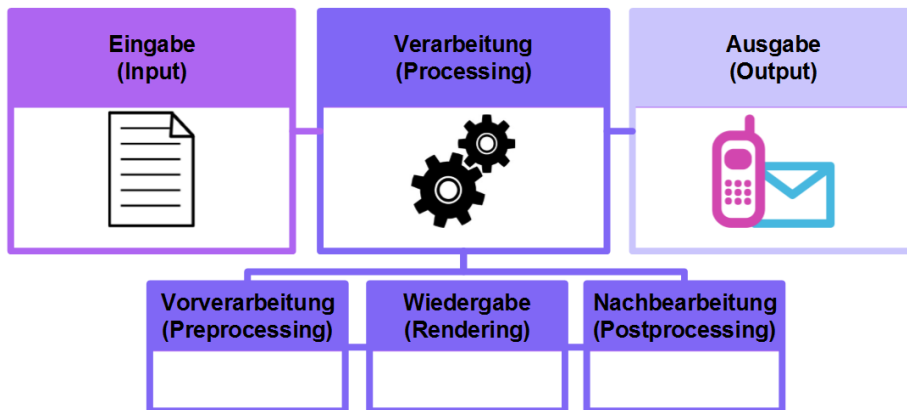 Eingabe
(Input)
Verarbeitung
(Processing)
Ausgabe
(Output)
Vorverarbeitung
(Preprocessing)
Wiedergabe
(Rendering)
Nachbearbeitung
(Postprocessing)